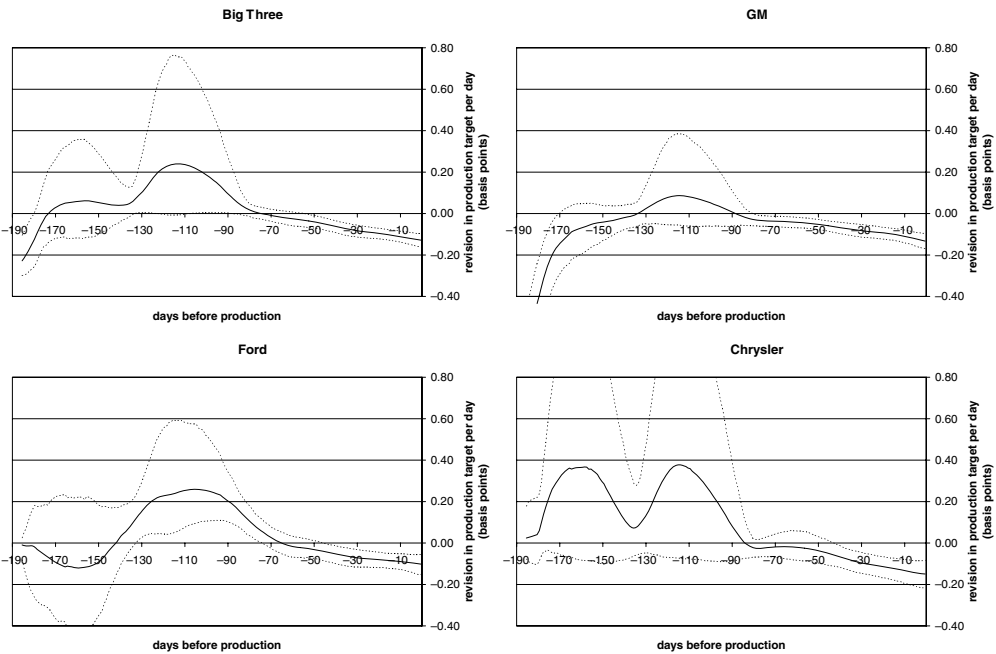 Big Three
0.80
0.60
0.40
0.20
0.00
−0.20
−0.40
−190 −170 −150 −130 −110 −90 −70 −50 −30 −10
revision in production target per day
(basis points)
days before production
GM
0.80
0.60
0.40
0.20
0.00
−0.20
−0.40
−190 −170 −150 −130 −110 −90 −70 −50 −30 −10
revision in production target per day
(basis points)
days before production
Ford
0.80
0.60
0.40
0.20
0.00
−0.20
−0.40
−190 −170 −150 −130 −110 −90 −70 −50 −30 −10
revision in production target per day
(basis points)
days before production
Chrysler
0.80
0.60
0.40
0.20
0.00
−0.20
−0.40
−190 −170 −150 −130 −110 −90 −70 −50 −30 −10
revision in production target per day
(basis points)
days before production